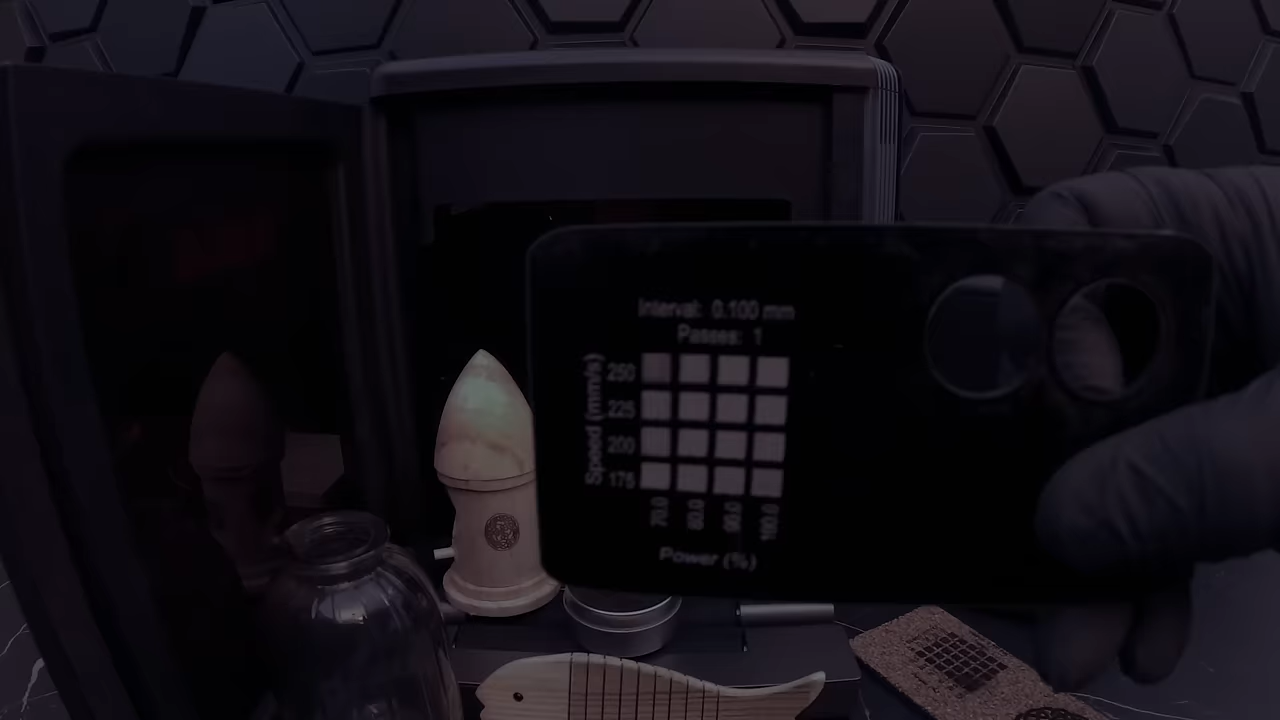 Interval: 0.100 mm
Passes: 1
Speed (mm/s)
250
225
200
175
70.0 80.0 90.0 100.0
Power (%)